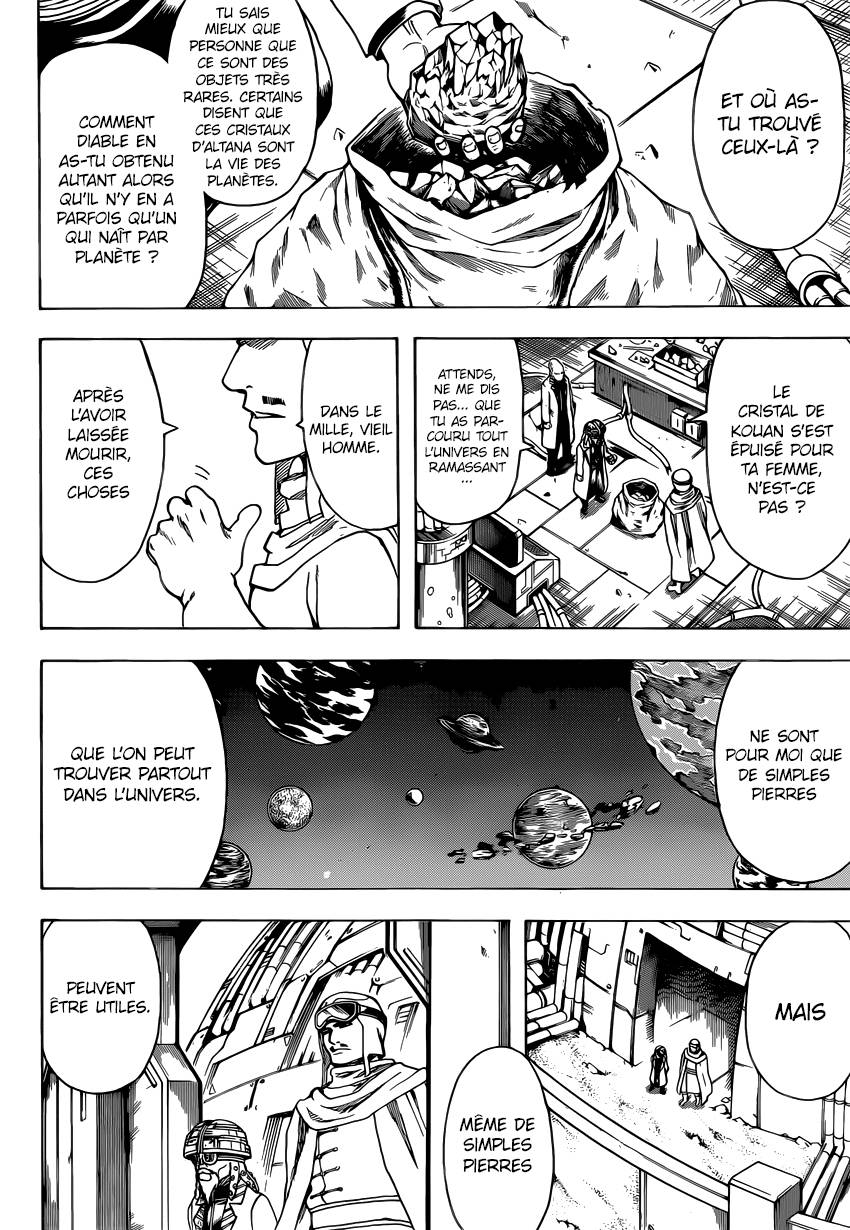 ET OÙ AS-
TU TROUVÉ
CEUX-LÀ ?
TU SAIS
MIEUX QUE
PERSONNE QUE
CE SONT DES
OBJETS TRÈS
RARES. CERTAINS
DISENT QUE
CES CRISTAUX
D'ALTANA SONT
LA VIE DES
PLANÈTES.
COMMENT
DIABLE EN
AS-TU OBTENU
AUTANT ALORS
QU'IL N'Y EN A
PARFOIS QU'UN
QUI NAÎT PAR
PLANÈTE ?
LE
CRISTAL DE
KOUAN S'EST
ÉPUISÉ POUR
TA FEMME,
N'EST-CE
PAS ?
ATTENDS,
NE ME DIS
PAS... QUE
TU AS PAR-
COURU TOUT
L'UNIVERS EN
RAMASSANT
...
DANS LE
MILLE, VIEIL
HOMME.
APRÈS
L'AVOIR
LAISSÉE
MOURIR,
CES
CHOSES
NE SONT
POUR MOI QUE
DE SIMPLES
PIERRES
QUE L'ON PEUT
TROUVER PARTOUT
DANS L'UNIVERS.
MAIS
MÊME DE
SIMPLES
PIERRES
PEUVENT
ÊTRE UTILES.